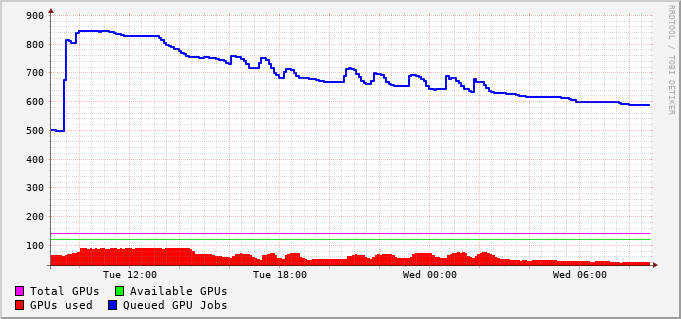 900
800
700
600
500
400
300
200
100
Tue 12:00 Tue 18:00 Wed 00:00 Wed 06:00
Total GPUs Available GPUs
GPUs used Queued GPU Jobs
RRDTOOL / TOBI OETIKER